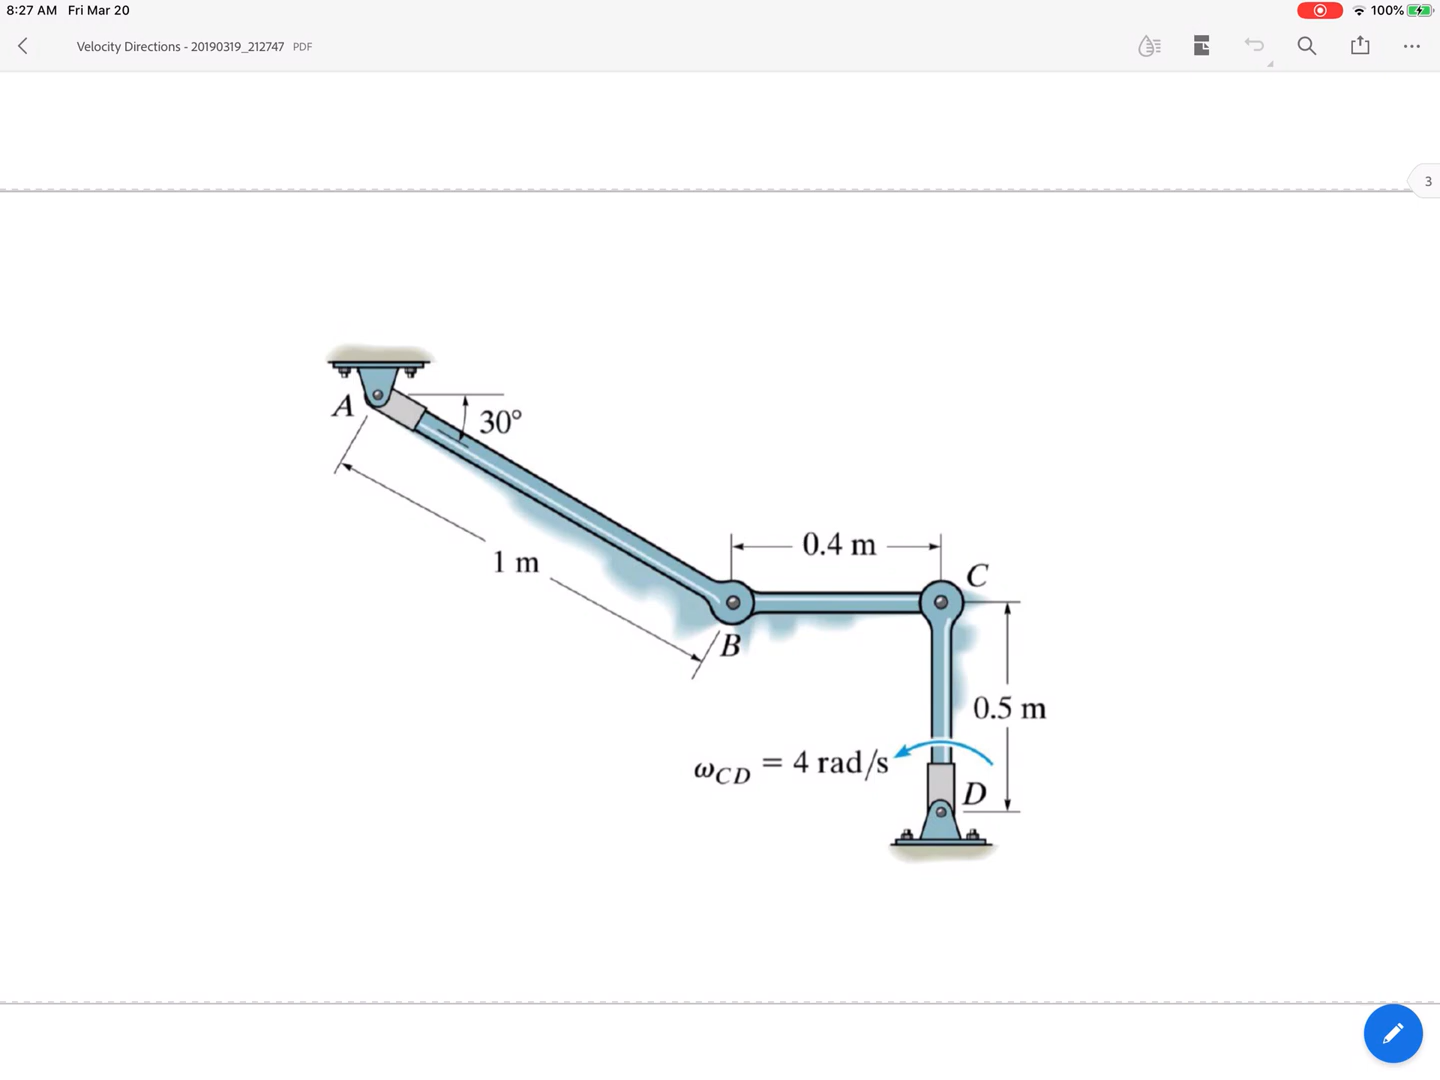 8:27 AM Fri Mar 20
100%
Velocity Directions - 20190319_212747 PDF
3
A
30°
1 m
0.4 m
C
B
0.5 m
ωCD = 4 rad/s
D